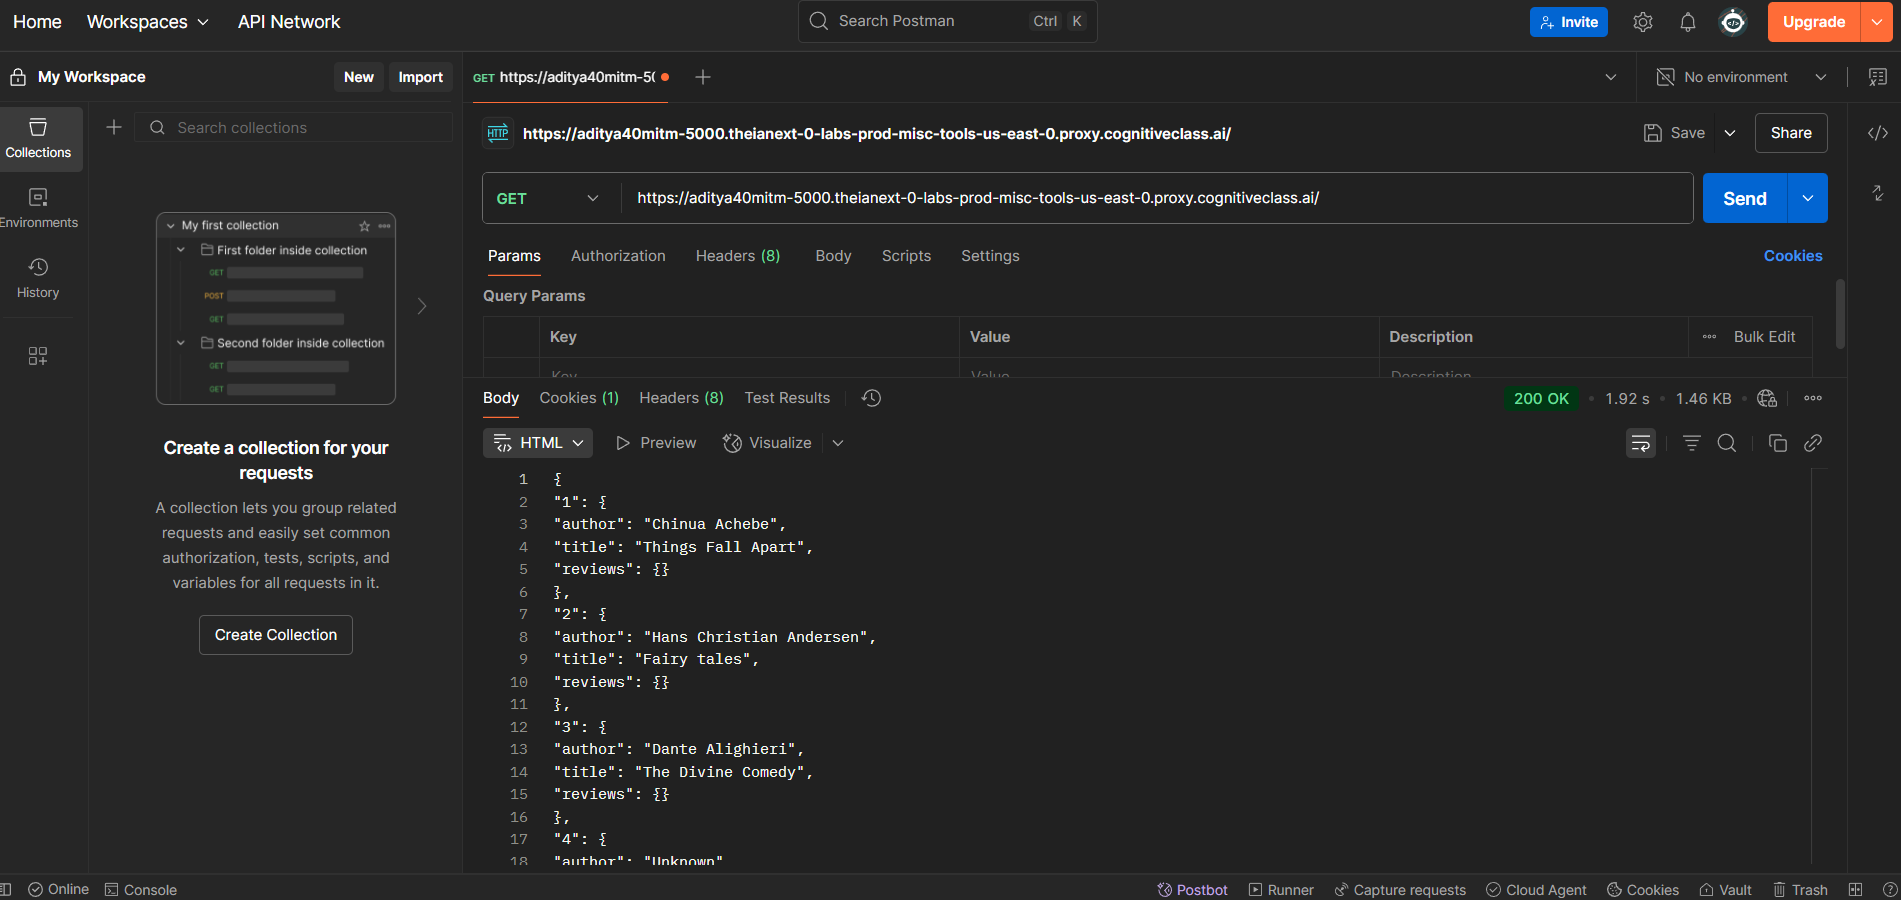 Home Workspaces API Network Search Postman Ctrl K Invite Upgrade
My Workspace New Import GET https://aditya40mitm-50 No environment
Collections
Environments
History
Search collections
My first collection
First folder inside collection
GET
POST
GET
Second folder inside collection
GET
GET
Create a collection for your
requests
A collection lets you group related
requests and easily set common
authorization, tests, scripts, and
variables for all requests in it.
Create Collection
HTTP https://aditya40mitm-5000.theianext-0-labs-prod-misc-tools-us-east-0.proxy.cognitiveclass.ai/ Save Share
GET https://aditya40mitm-5000.theianext-0-labs-prod-misc-tools-us-east-0.proxy.cognitiveclass.ai/ Send
Params Authorization Headers (8) Body Scripts Settings Cookies
Query Params
Key Value Description Bulk Edit
Key Value Description
Body Cookies (1) Headers (8) Test Results 200 OK 1.92 s 1.46 KB
HTML Preview Visualize
1 {
2 "1": {
3 "author": "Chinua Achebe",
4 "title": "Things Fall Apart",
5 "reviews": {}
6 },
7 "2": {
8 "author": "Hans Christian Andersen",
9 "title": "Fairy tales",
10 "reviews": {}
11 },
12 "3": {
13 "author": "Dante Alighieri",
14 "title": "The Divine Comedy",
15 "reviews": {}
16 },
17 "4": {
18 "author": "Unknown"
Online Console Postbot Runner Capture requests Cloud Agent Cookies Vault Trash